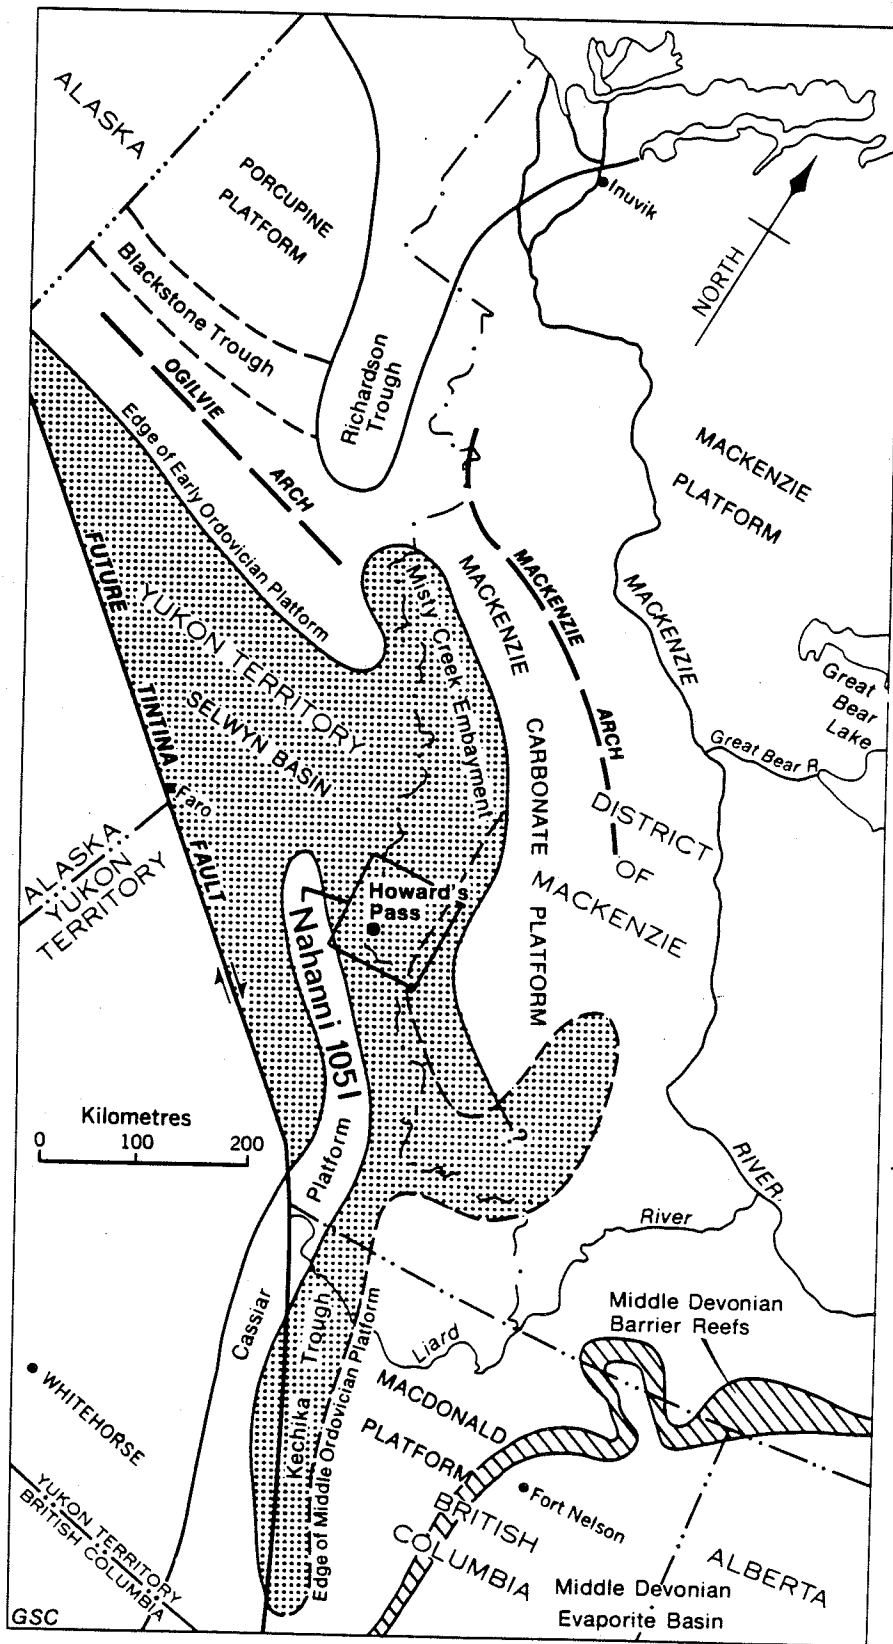 ALASKA
PORCUPINE
PLATFORM
Inuvik
NORTH
Blackstone Trough
OGILVIE
ARCH
Richardson
Trough
Edge of Early Ordovician Platform
MACKENZIE
PLATFORM
FUTURE
TINTINA
FAULT
YUKON TERRITORY
SELWYN BASIN
Misty Creek Embayment
MACKENZIE
CARBONATE
PLATFORM
MACKENZIE
ARCH
MACKENZIE
RIVER
Great
Bear
Lake
Great Bear R.
Faro
DISTRICT
OF
MACKENZIE
ALASKA
YUKON
TERRITORY
Howard's
Pass
Nahanni 105I
Kilometres
0 100 200
?
Cassiar
Platform
River
Liard
Kechika Trough
Edge of Middle Ordovician Platform
Middle Devonian
Barrier Reefs
WHITEHORSE
MACDONALD
PLATFORM
Fort Nelson
BRITISH
COLUMBIA
ALBERTA
YUKON TERRITORY
BRITISH COLUMBIA
Middle Devonian
Evaporite Basin
GSC